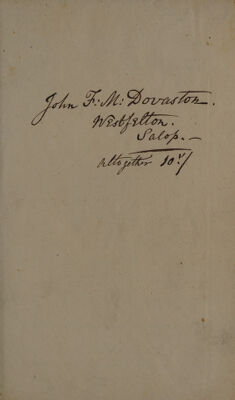 John F: M: Dovaston.
Westfelton.
Salop.—
altogether 10